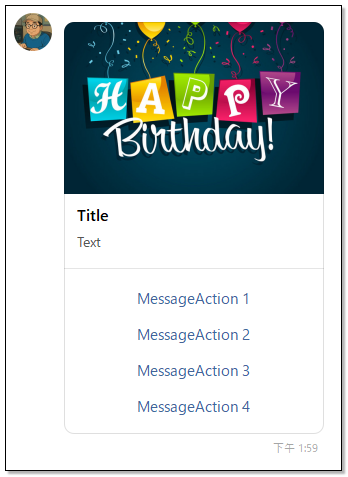 HAPPY
Birthday!
Title
Text
MessageAction 1
MessageAction 2
MessageAction 3
MessageAction 4
下午 1:59